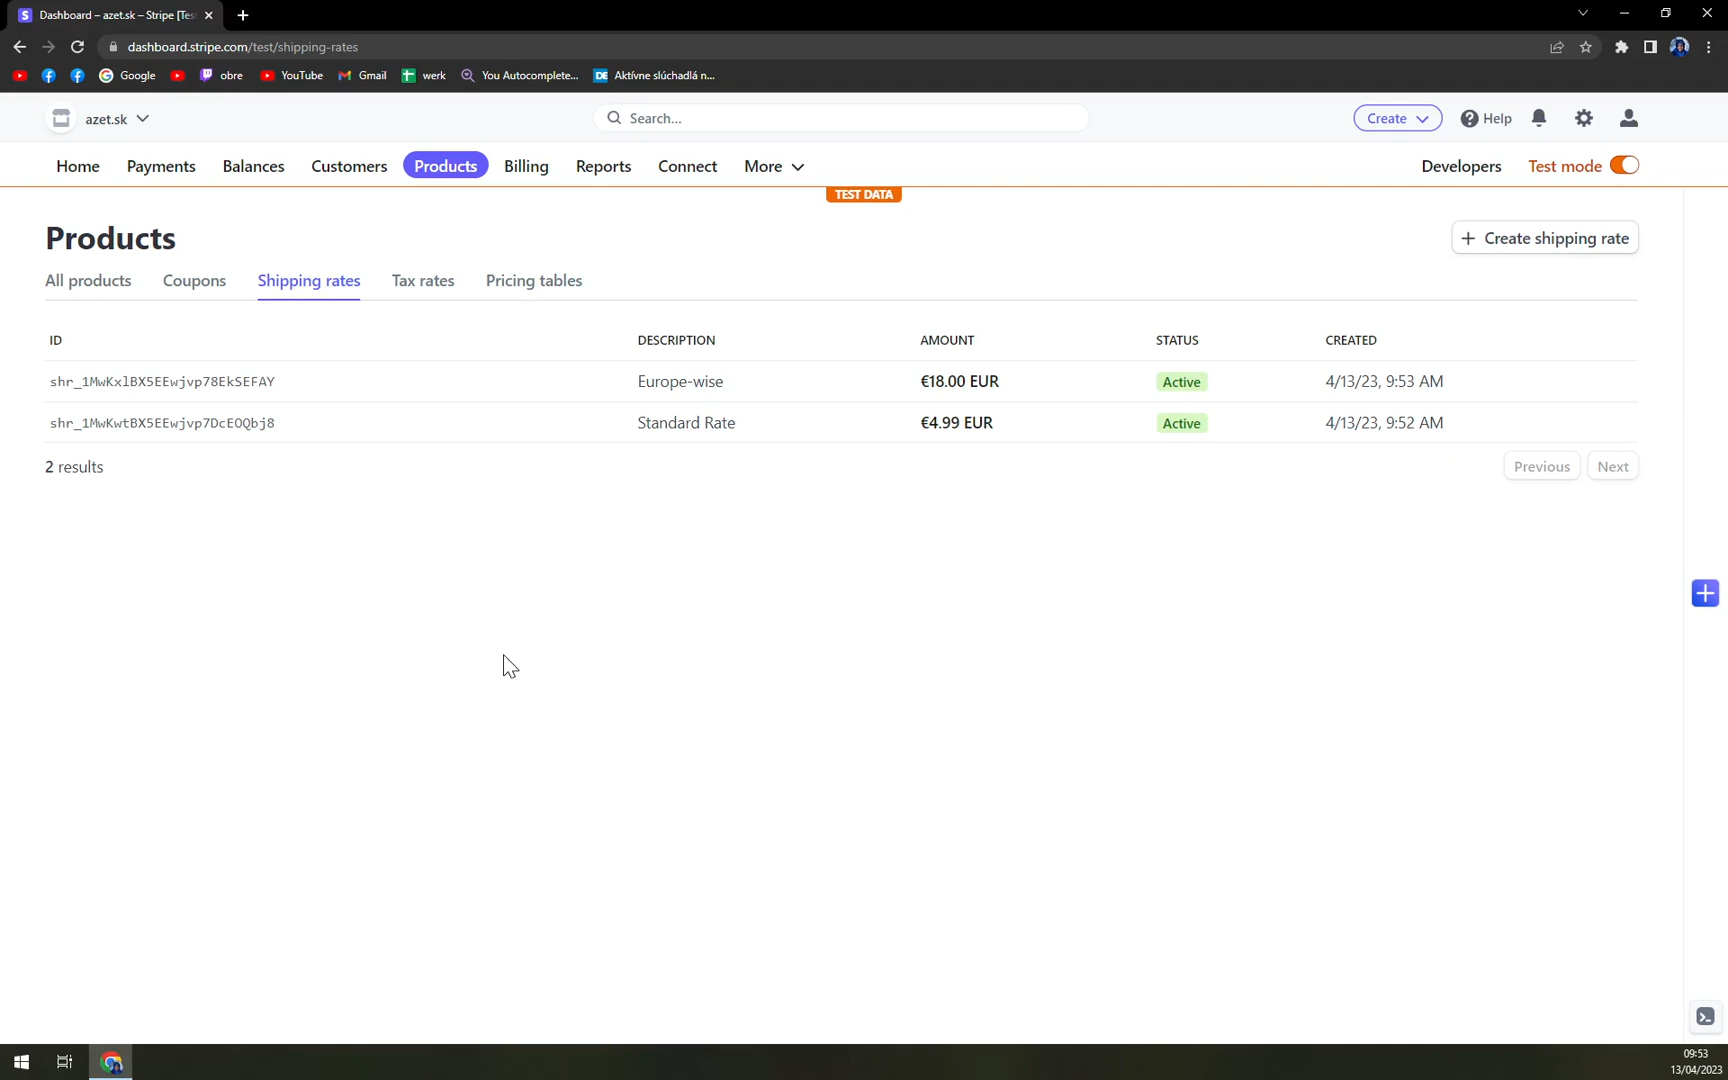 Dashboard – azet.sk – Stripe [Tes
dashboard.stripe.com/test/shipping-rates
Google
obre
YouTube
Gmail
werk
You Autocomplete...
DE Aktívne slúchadlá n...
azet.sk
Search...
Create
Help
Home Payments Balances Customers Products Billing Reports Connect More
Developers Test mode
TEST DATA
Products
Create shipping rate
All products Coupons Shipping rates Tax rates Pricing tables
ID DESCRIPTION AMOUNT STATUS CREATED
shr_1MwKxlBX5EEwjvp78EkSEFAY Europe-wise €18.00 EUR Active 4/13/23, 9:53 AM
shr_1MwKwtBX5EEwjvp7DcEOQbj8 Standard Rate €4.99 EUR Active 4/13/23, 9:52 AM
2 results
Previous Next
09:53
13/04/2023